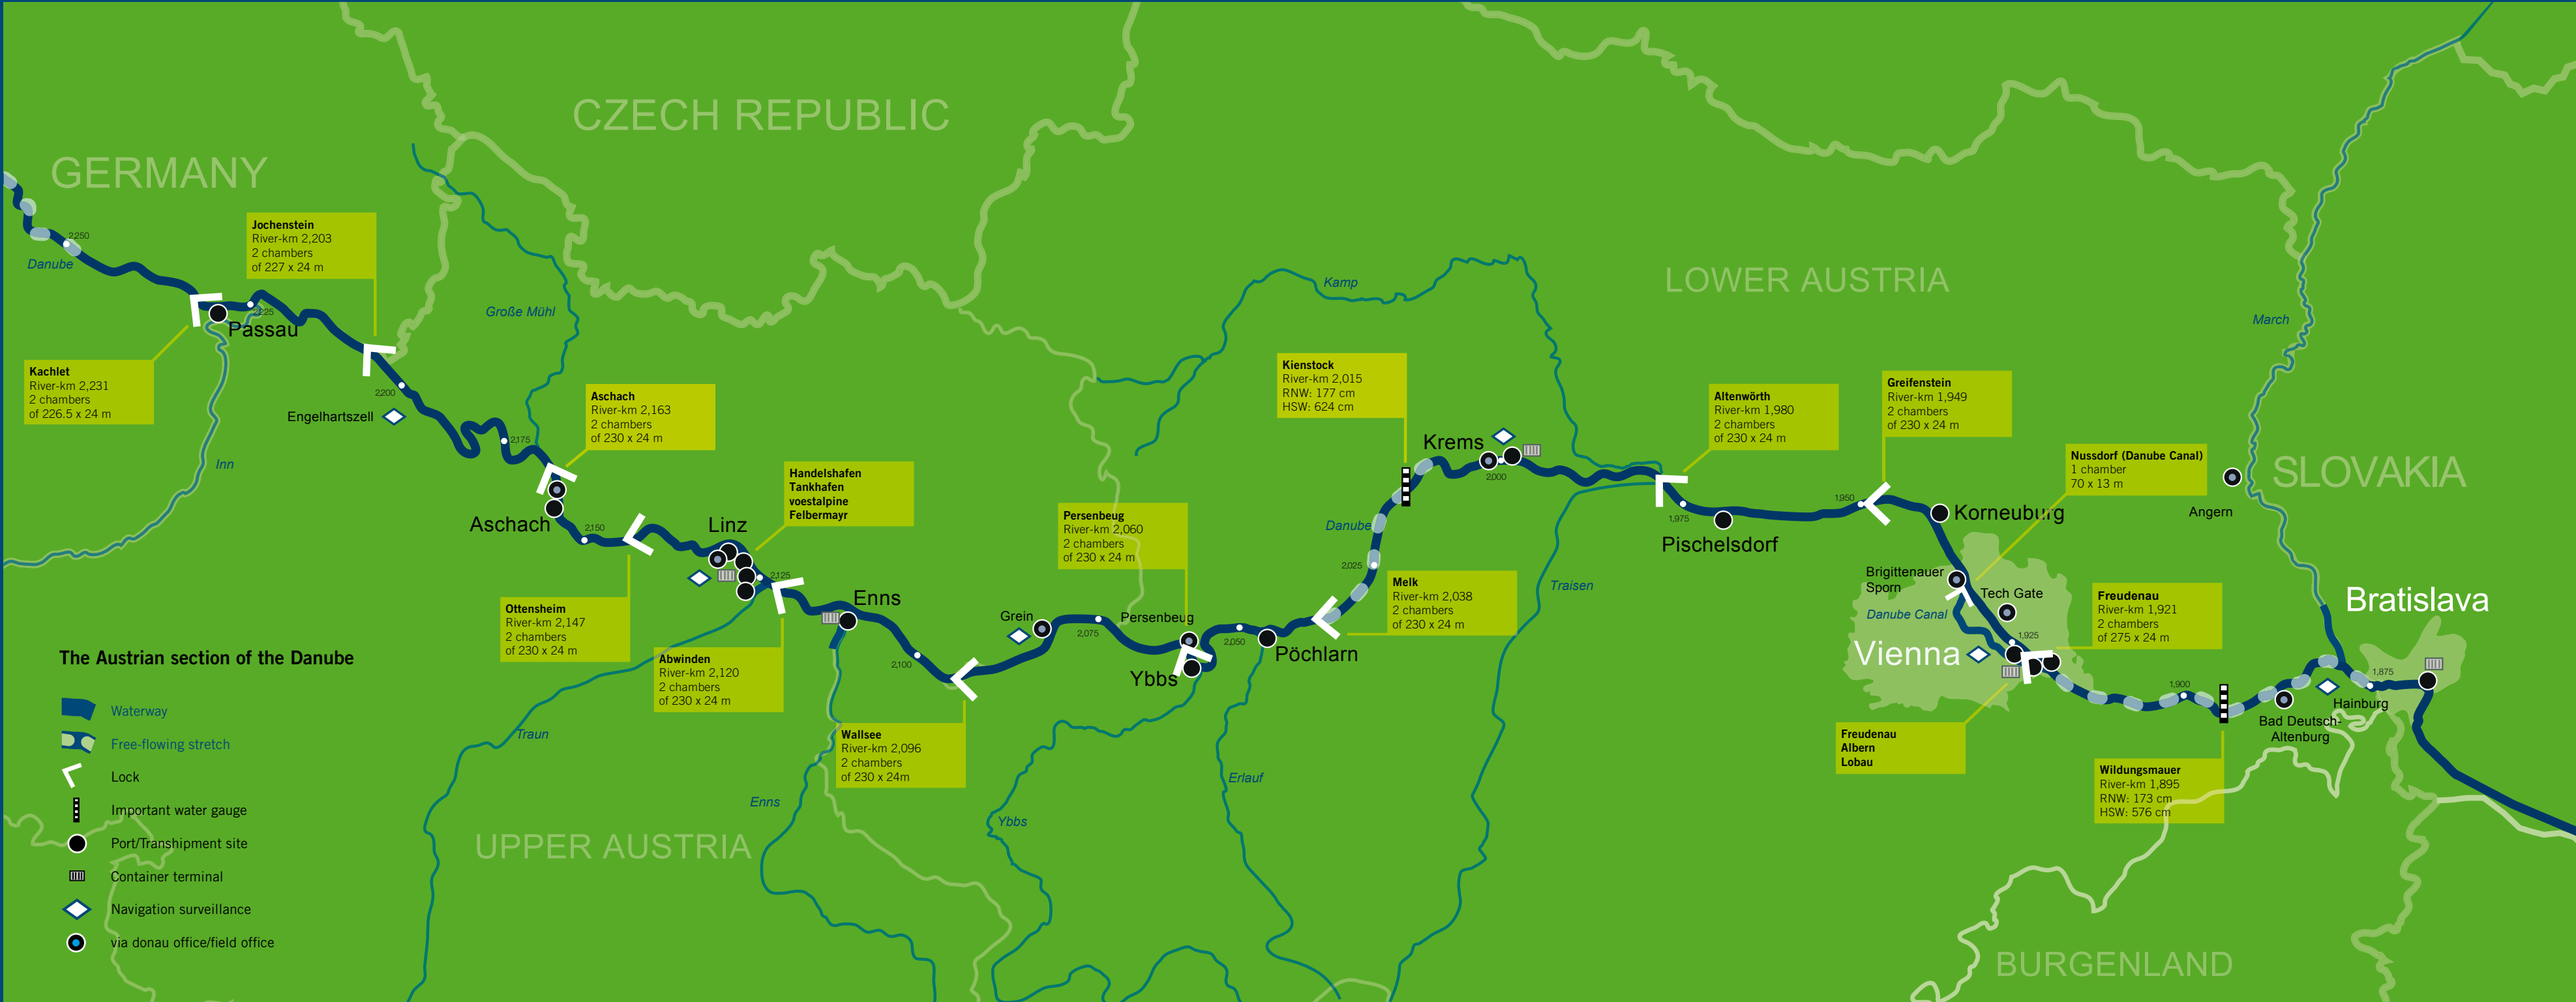 CZECH REPUBLIC
GERMANY
LOWER AUSTRIA
SLOVAKIA
UPPER AUSTRIA
BURGENLAND
2,250
Danube
Jochenstein
River-km 2,203
2 chambers
of 227 x 24 m
2,225
Passau
Kachlet
River-km 2,231
2 chambers
of 226.5 x 24 m
Inn
2,200
Engelhartszell
Große Mühl
2,175
Aschach
River-km 2,163
2 chambers
of 230 x 24 m
Aschach
2,150
Handelshafen
Tankhafen
voestalpine
Felbermayr
Linz
2,125
Ottensheim
River-km 2,147
2 chambers
of 230 x 24 m
Abwinden
River-km 2,120
2 chambers
of 230 x 24 m
Enns
Traun
Enns
2,100
Wallsee
River-km 2,096
2 chambers
of 230 x 24m
Grein
2,075
Persenbeug
River-km 2,060
2 chambers
of 230 x 24 m
Persenbeug
Ybbs
2,050
Pöchlarn
Ybbs
Erlauf
Melk
River-km 2,038
2 chambers
of 230 x 24 m
2,025
Danube
Kienstock
River-km 2,015
RNW: 177 cm
HSW: 624 cm
Kamp
Krems
2,000
Traisen
Altenwörth
River-km 1,980
2 chambers
of 230 x 24 m
1,975
Pischelsdorf
Greifenstein
River-km 1,949
2 chambers
of 230 x 24 m
1,950
Korneuburg
Nussdorf (Danube Canal)
1 chamber
70 x 13 m
Brigittenauer
Sporn
Tech Gate
Danube Canal
Vienna
1,925
Freudenau
River-km 1,921
2 chambers
of 275 x 24 m
Freudenau
Albern
Lobau
1,900
Wildungsmauer
River-km 1,895
RNW: 173 cm
HSW: 576 cm
Bad Deutsch-
Altenburg
Hainburg
1,875
Bratislava
Angern
March
The Austrian section of the Danube
Waterway
Free-flowing stretch
Lock
Important water gauge
Port/Transhipment site
Container terminal
Navigation surveillance
via donau office/field office